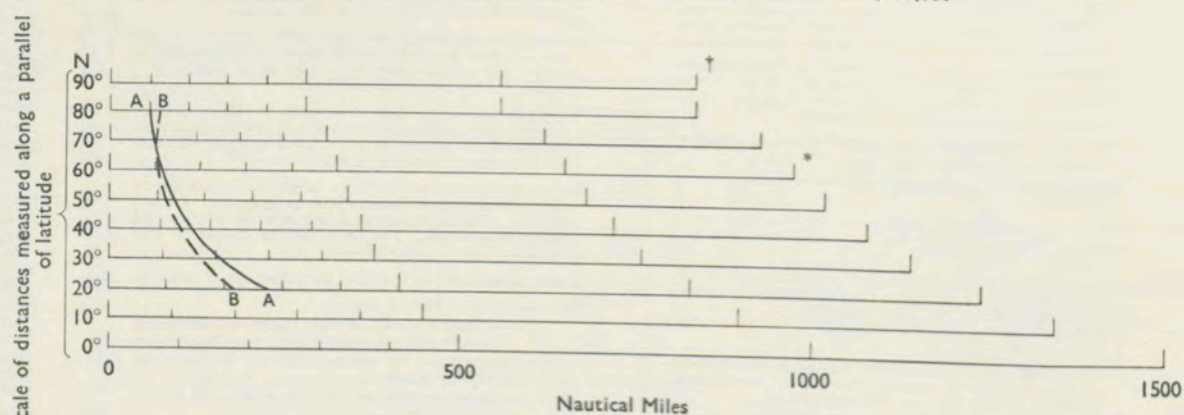 cale of distances measured along a parallel
of latitude
N
90° †
A B
80°
70°
60° *
50°
40°
30°
20°
B A
10°
0°
0 500 1000 1500
Nautical Miles